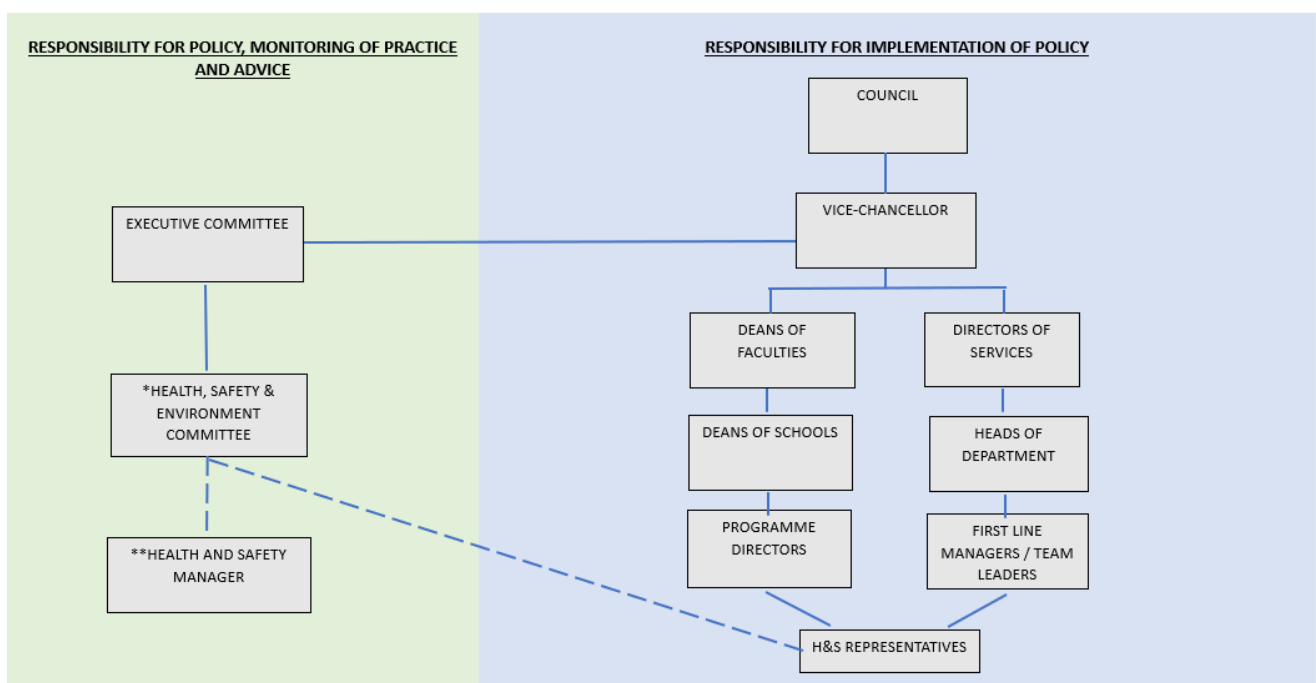 RESPONSIBILITY FOR POLICY, MONITORING OF PRACTICE
AND ADVICE
RESPONSIBILITY FOR IMPLEMENTATION OF POLICY
COUNCIL
VICE-CHANCELLOR
EXECUTIVE COMMITTEE
DEANS OF
FACULTIES
DIRECTORS OF
SERVICES
*HEALTH, SAFETY &
ENVIRONMENT
COMMITTEE
DEANS OF SCHOOLS
HEADS OF
DEPARTMENT
**HEALTH AND SAFETY
MANAGER
PROGRAMME
DIRECTORS
FIRST LINE
MANAGERS / TEAM
LEADERS
H&S REPRESENTATIVES